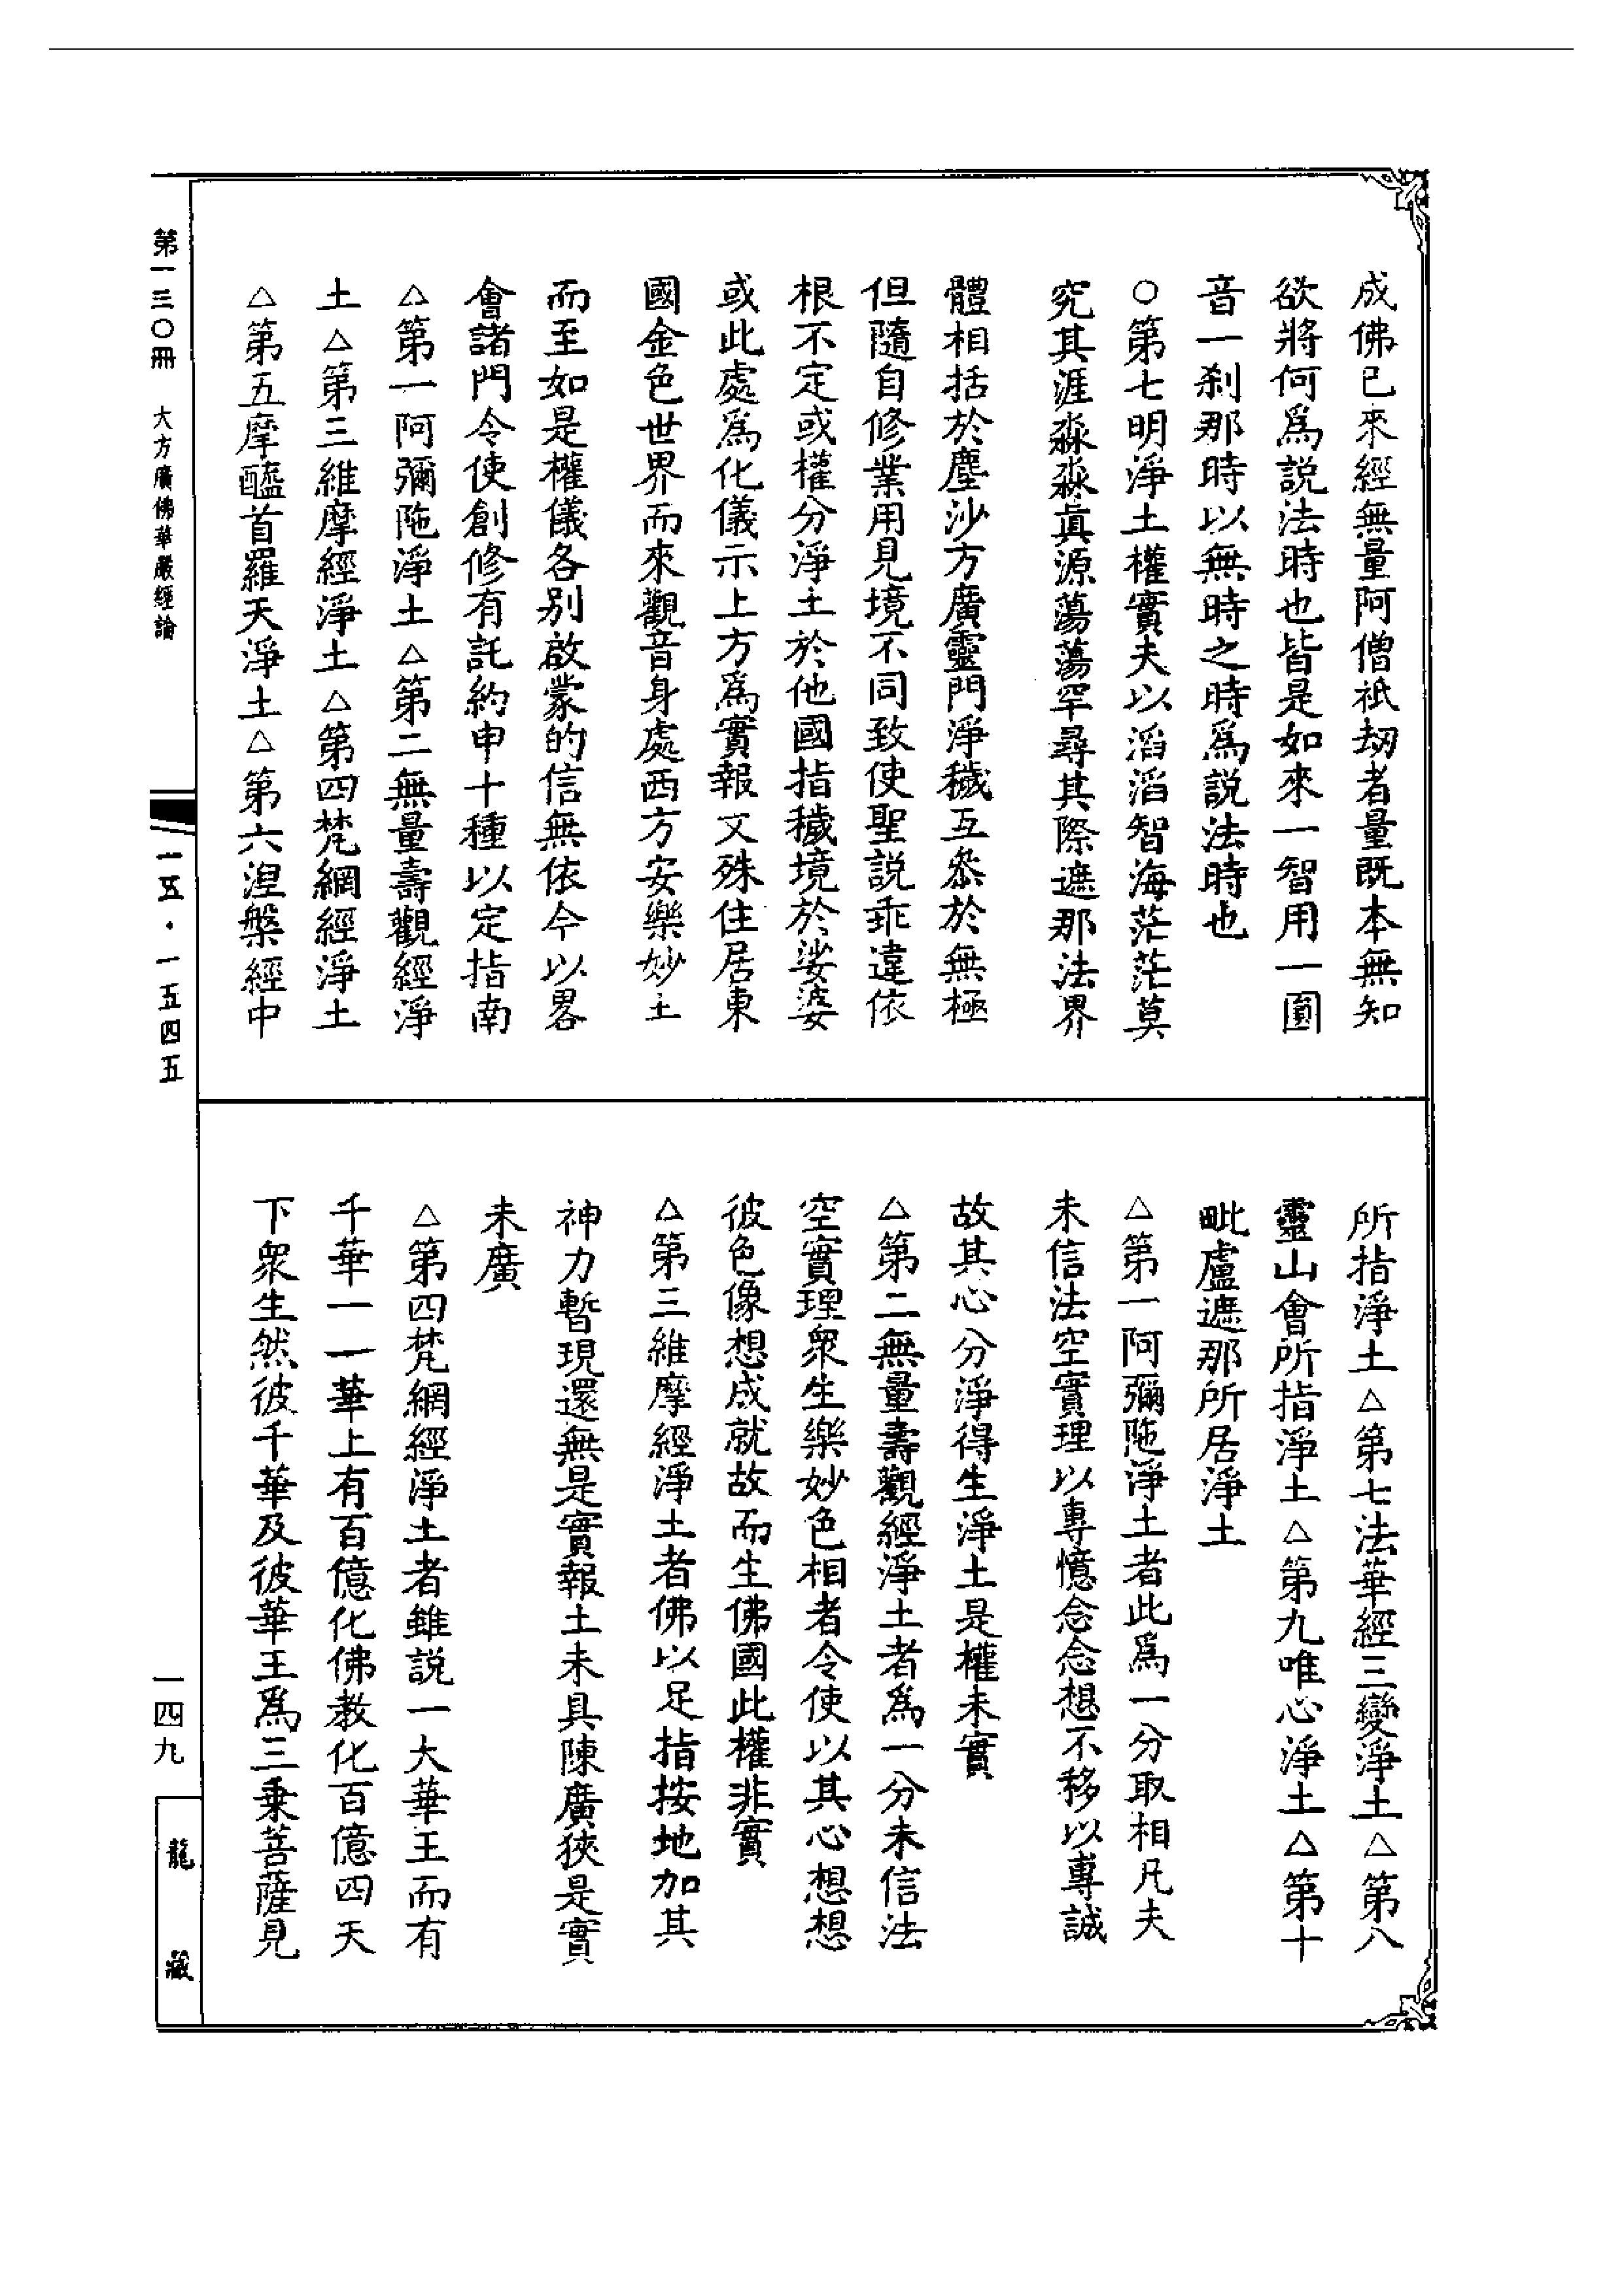 成佛已來經無量阿僧祇劫者量既本無知
欲將何爲説法時也皆是如來一智用一圓
音一刹那時以無時之時爲説法時也
○第七明淨土權實夫以滔滔智海茫茫莫
究其涯淼淼真源蕩蕩罕尋其際遮那法界
體相括於塵沙方廣靈門淨穢互叅於無極
但隨自修業用見境不同致使聖説乖違依
根不定或權分淨土於他國指穢境於娑婆
或此處爲化儀示上方爲實報文殊住居東
國金色世界而來觀音身處西方安樂妙土
而至如是權儀各別啟蒙的信無依今以畧
會諸門令使創修有託約申十種以定指南
△第一阿彌陁淨土△第二無量壽觀經淨
土△第三維摩經淨土△第四梵網經淨土
△第五摩醯首羅天淨土△第六涅槃經中
所指淨土△第七法華經三變淨土△第八
靈山會所指淨土△第九唯心淨土△第十
毗盧遮那所居淨土
△第一阿彌陁淨土者此爲一分取相凡夫
未信法空實理以專憶念念想不移以專誠
故其心分淨得生淨土是權未實
△第二無量壽觀經淨土者爲一分未信法
空實理衆生樂妙色相者令使以其心想想
彼色像想成就故而生佛國此權非實
△第三維摩經淨土者佛以足指按地加其
神力暫現還無是實報土未具陳廣狹是實
未廣
△第四梵網經淨土者雖説一大華王而有
千華一一華上有百億化佛教化百億四天
下衆生然彼千華及彼華王爲三乗菩薩見
第一三〇冊　大方廣佛華嚴經論
一五·一五四五
一四九
龍藏